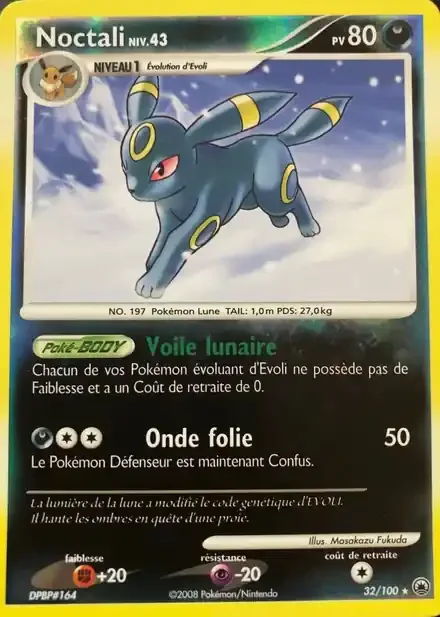 Noctali NIV.43 PV 80
NIVEAU 1 Évolution d'Evoli
NO. 197 Pokémon Lune TAIL: 1,0m PDS: 27,0kg
Poké-BODY Voile lunaire
Chacun de vos Pokémon évoluant d'Evoli ne possède pas de
Faiblesse et a un Coût de retraite de 0.
Onde folie 50
Le Pokémon Défenseur est maintenant Confus.
La lumière de la lune a modifié le code genetique d'EVOLI.
Il hante les ombres en quête d'une proie.
Illus. Masakazu Fukuda
faiblesse résistance coût de retraite
+20 -20
DPBP#164 ©2008 Pokémon/Nintendo 32/100 ★